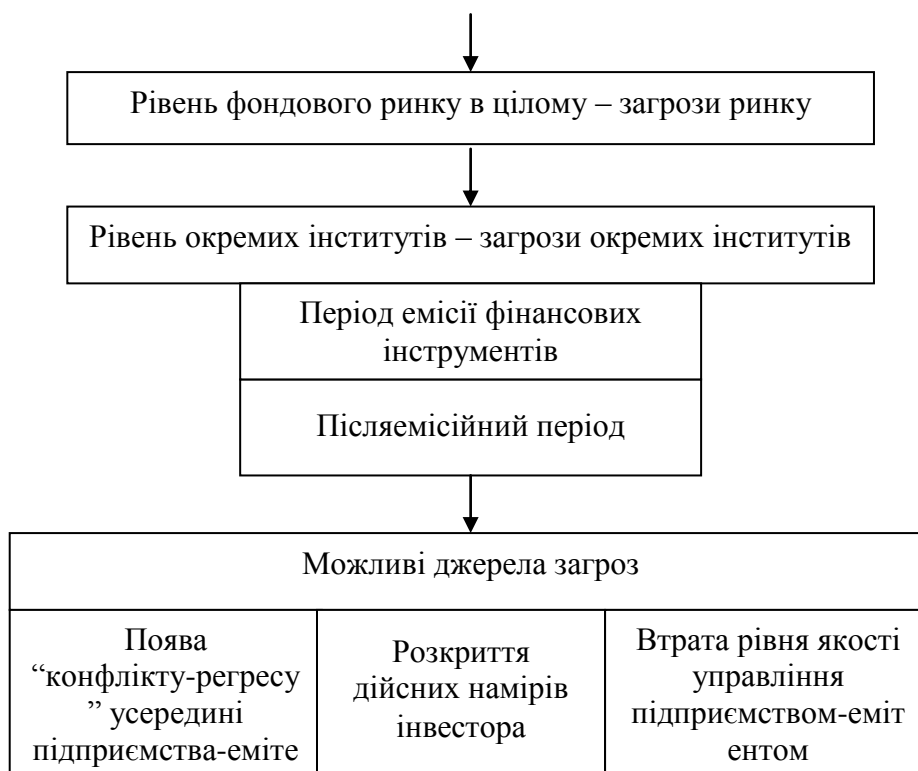 Рівень фондового ринку в цілому – загрози ринку
Рівень окремих інститутів – загрози окремих інститутів
Період емісії фінансових
інструментів
Післяемісійний період
Можливі джерела загроз
Поява
“конфлікту-регресу
” усередині
підприємства-еміте
Розкриття
дійсних намірів
інвестора
Втрата рівня якості
управління
підприємством-еміт
ентом